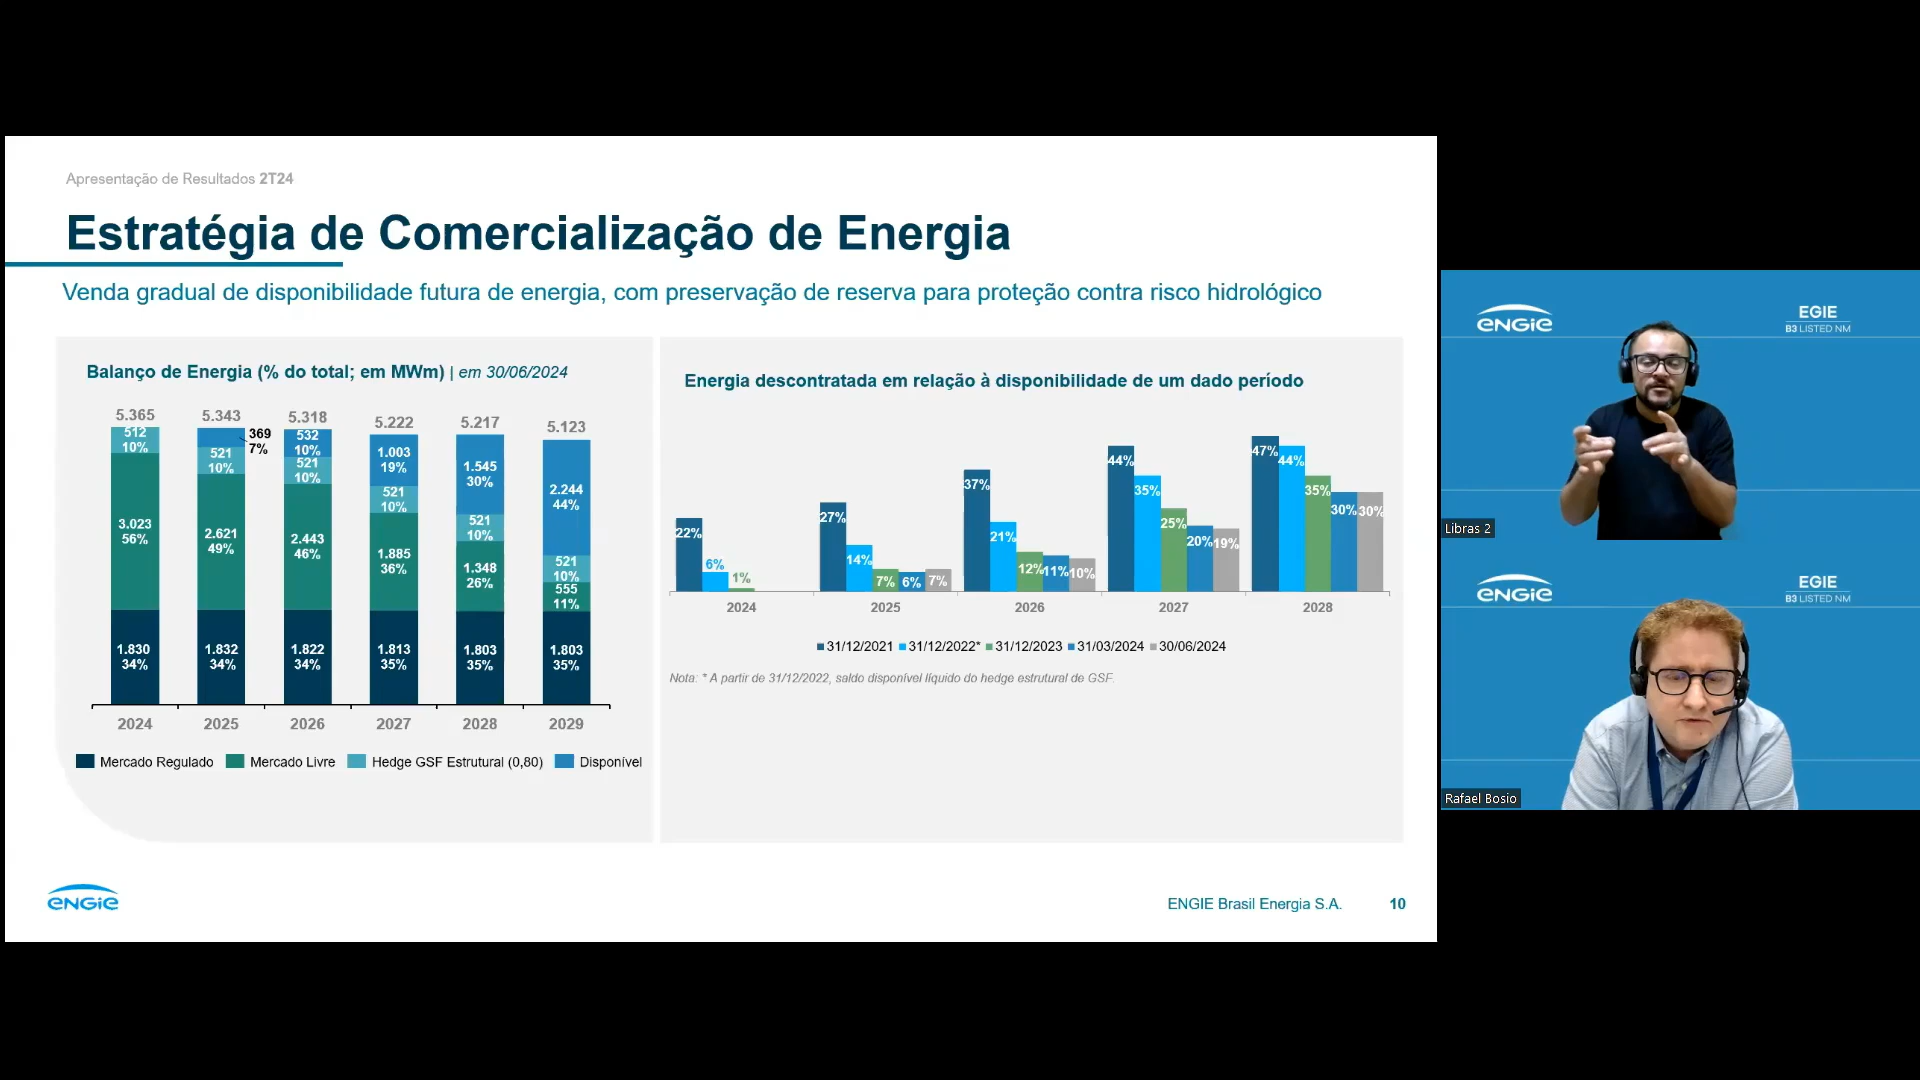 Apresentação de Resultados 2T24
Estratégia de Comercialização de Energia
Venda gradual de disponibilidade futura de energia, com preservação de reserva para proteção contra risco hidrológico
Balanço de Energia (% do total; em MWm) | em 30/06/2024
5.365 5.343 5.318 5.222 5.217 5.123
512
10%
3.023
56%
1.830
34%
369
7%
521
10%
2.621
49%
1.832
34%
532
10%
521
10%
2.443
46%
1.822
34%
1.003
19%
521
10%
1.885
36%
1.813
35%
1.545
30%
521
10%
1.348
26%
1.803
35%
2.244
44%
521
10%
555
11%
1.803
35%
2024 2025 2026 2027 2028 2029
Mercado Regulado Mercado Livre Hedge GSF Estrutural (0,80) Disponível
Energia descontratada em relação à disponibilidade de um dado período
22% 6% 1%
27% 14% 7% 6% 7%
37% 21% 12% 11% 10%
44% 35% 25% 20% 19%
47% 44% 35% 30% 30%
2024 2025 2026 2027 2028
31/12/2021 31/12/2022* 31/12/2023 31/03/2024 30/06/2024
Nota: * A partir de 31/12/2022, saldo disponível líquido do hedge estrutural de GSF.
ENGIE
ENGIE Brasil Energia S.A. 10
ENGIE
EGIE
B3 LISTED NM
Libras 2
ENGIE
EGIE
B3 LISTED NM
Rafael Bosio